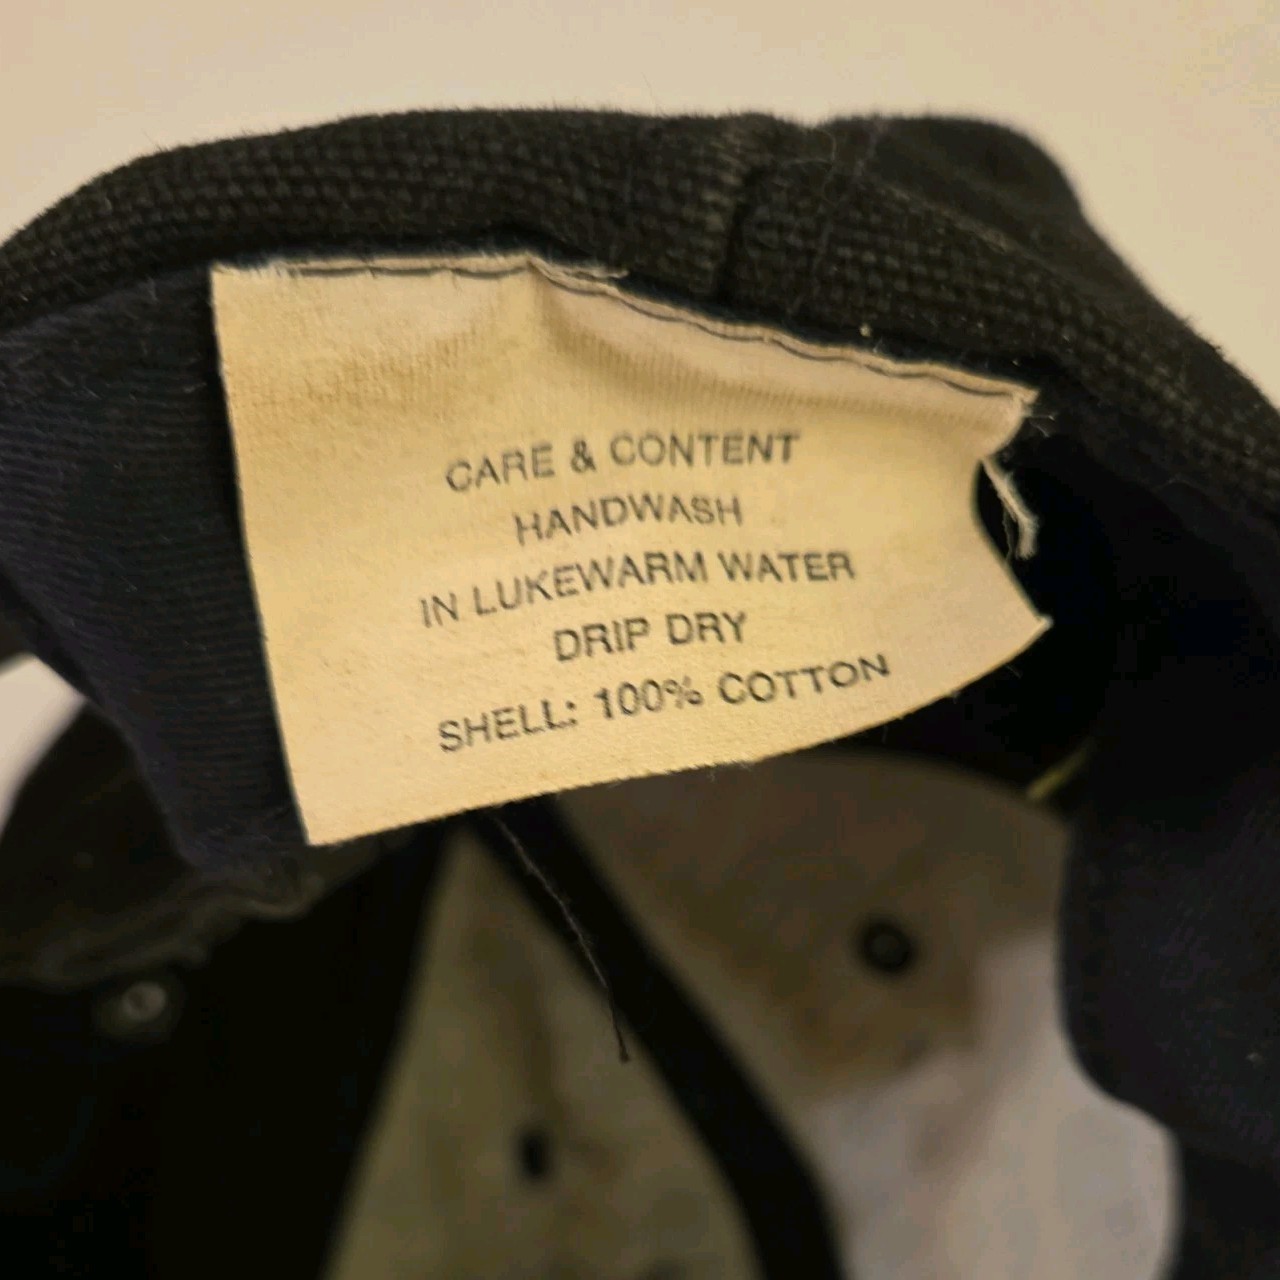 CARE & CONTENT
HANDWASH
IN LUKEWARM WATER
DRIP DRY
SHELL: 100% COTTON